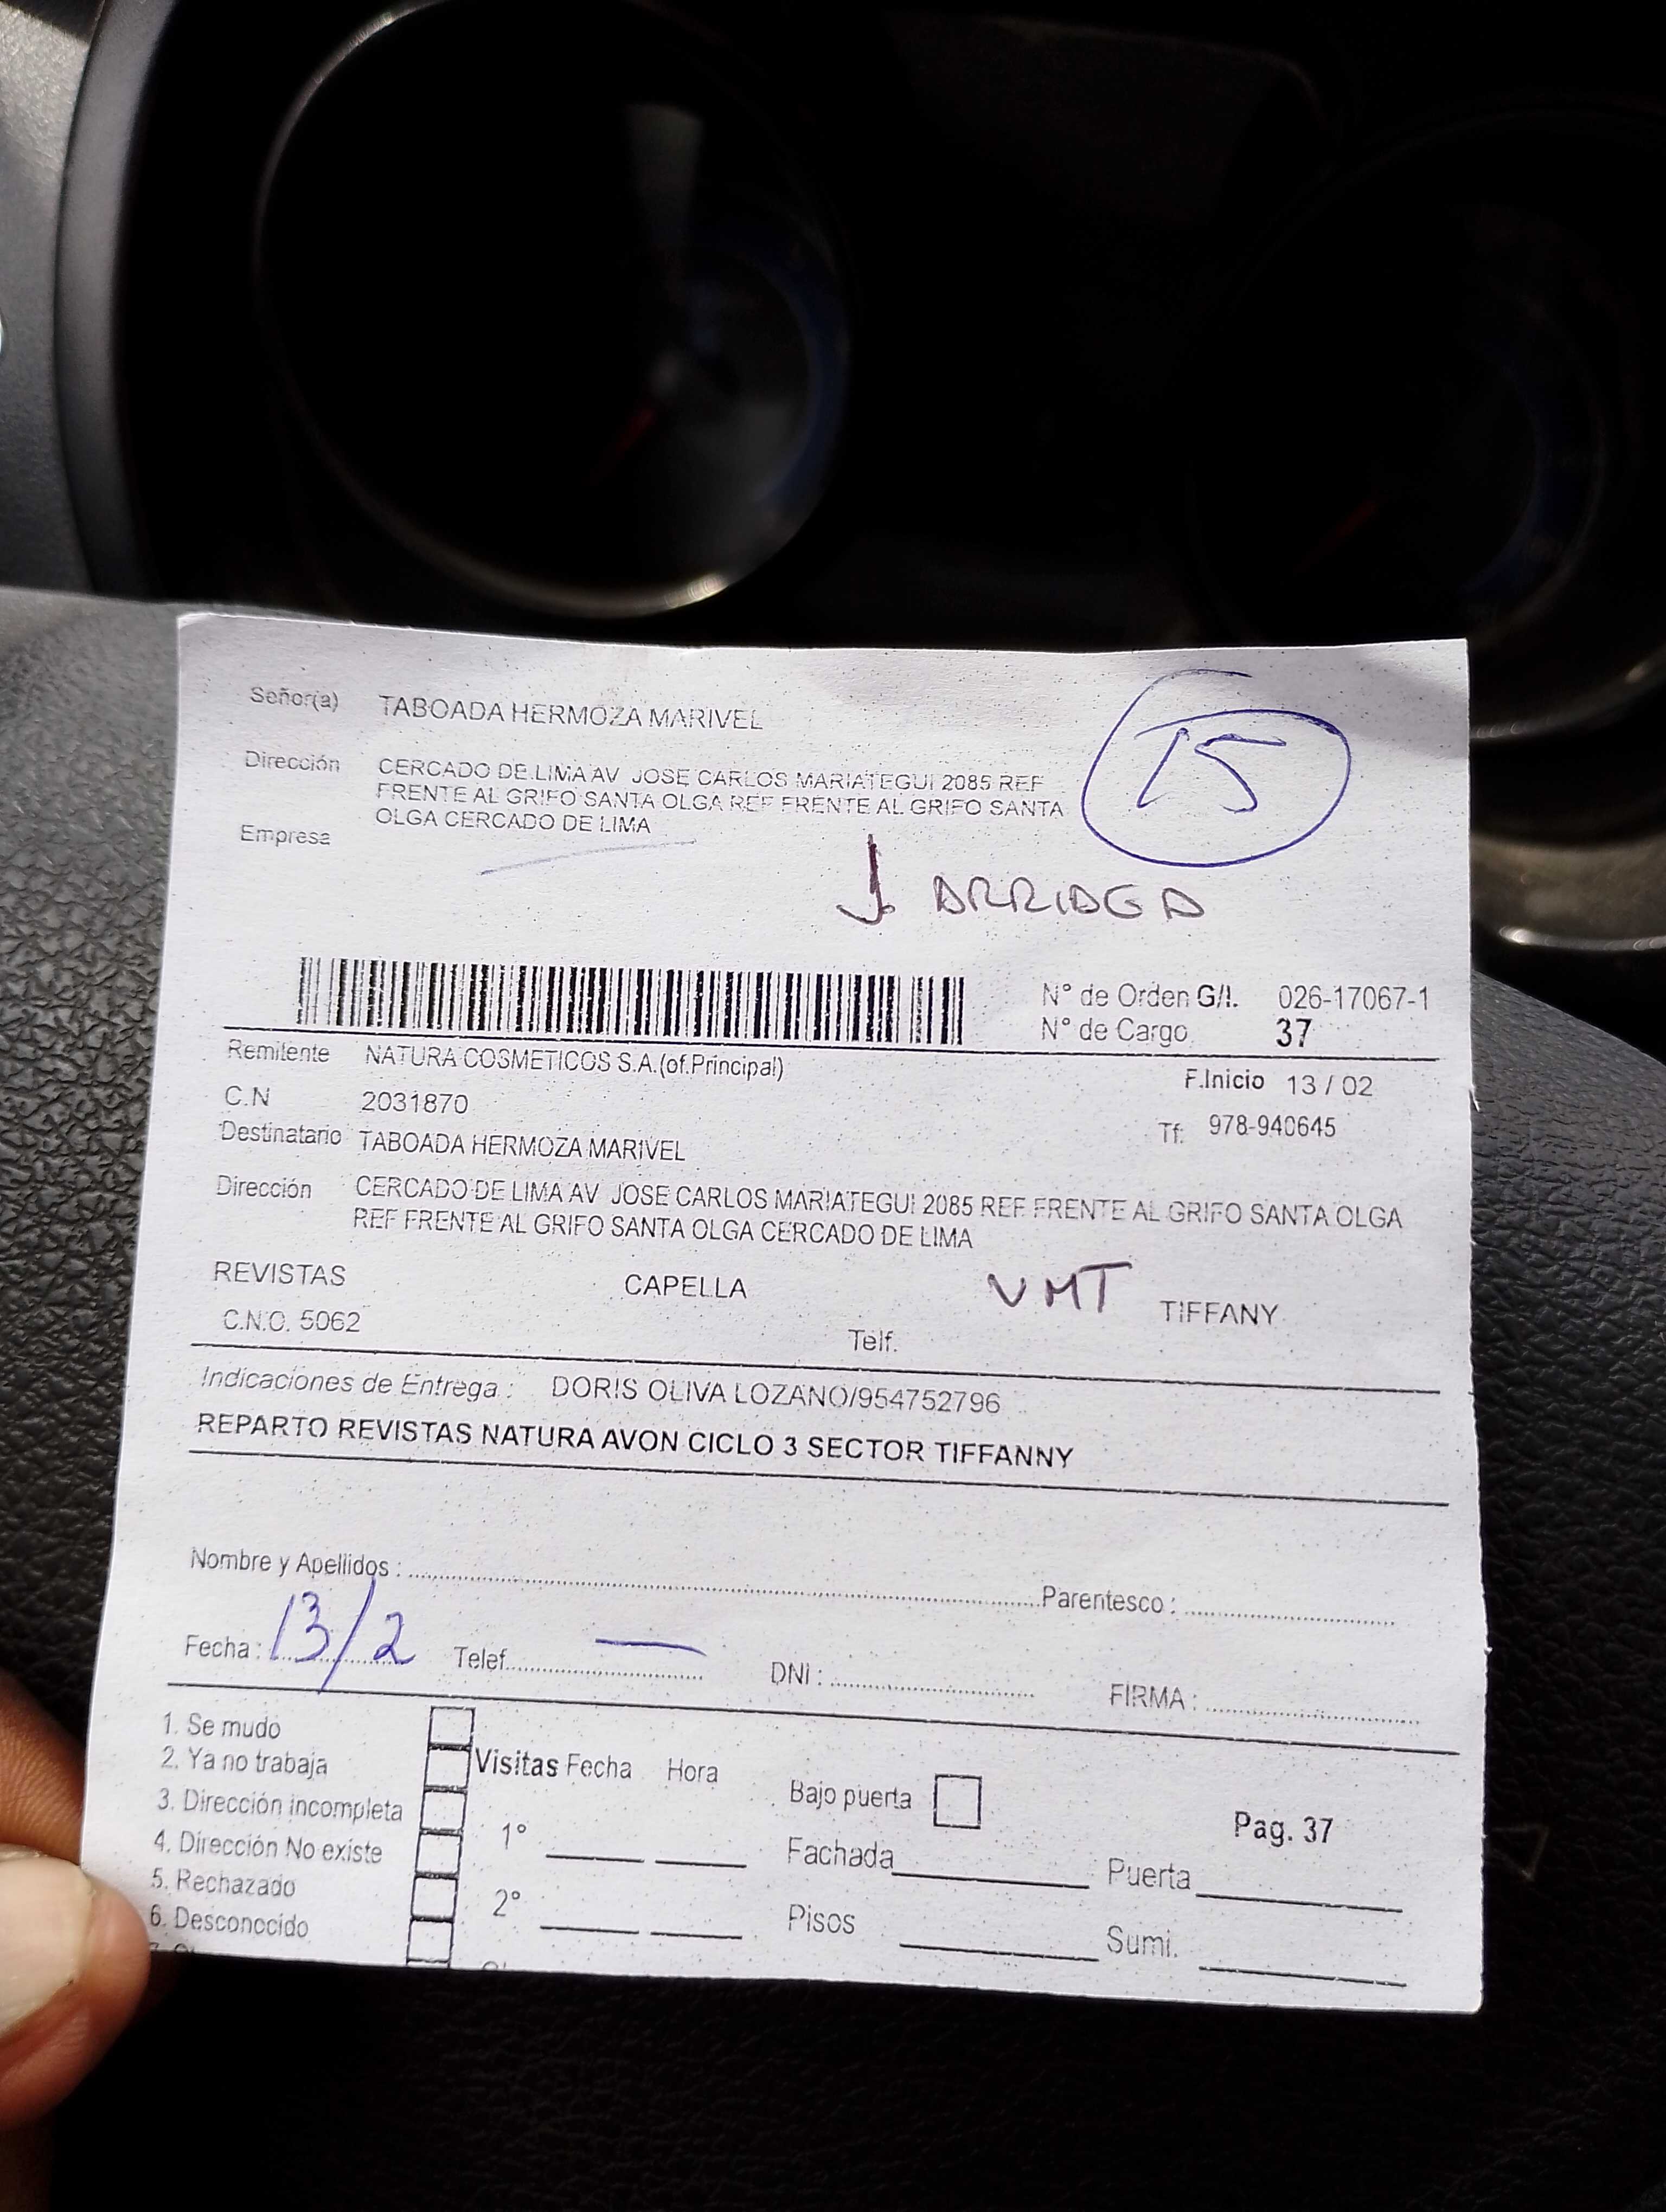 Señor(a) TABOADA HERMOZA MARIVEL
Dirección CERCADO DE LIMA AV JOSE CARLOS MARIATEGUI 2085 REF
FRENTE AL GRIFO SANTA OLGA REF FRENTE AL GRIFO SANTA
OLGA CERCADO DE LIMA
15
Empresa
J. ARRIAGA
N° de Orden G/I. 026-17067-1
N° de Cargo 37
Remitente NATURA COSMETICOS S.A.(of.Principal)
F.Inicio 13 / 02
C.N 2031870
Tf: 978-940645
Destinatario TABOADA HERMOZA MARIVEL
Dirección CERCADO DE LIMA AV JOSE CARLOS MARIATEGUI 2085 REF FRENTE AL GRIFO SANTA OLGA
REF FRENTE AL GRIFO SANTA OLGA CERCADO DE LIMA
REVISTAS CAPELLA VMT TIFFANY
C.N.O. 5062 Telf.
Indicaciones de Entrega : DORIS OLIVA LOZANO/954752796
REPARTO REVISTAS NATURA AVON CICLO 3 SECTOR TIFFANNY
Nombre y Apellidos : Parentesco :
Fecha : 13/2 Telef. — DNI : FIRMA :
1. Se mudo
2. Ya no trabaja
3. Dirección incompleta
4. Dirección No existe
5. Rechazado
6. Desconocido
Visitas Fecha Hora
1°
2°
Bajo puerta
Fachada
Pisos
Pag. 37
Puerta
Sumi.